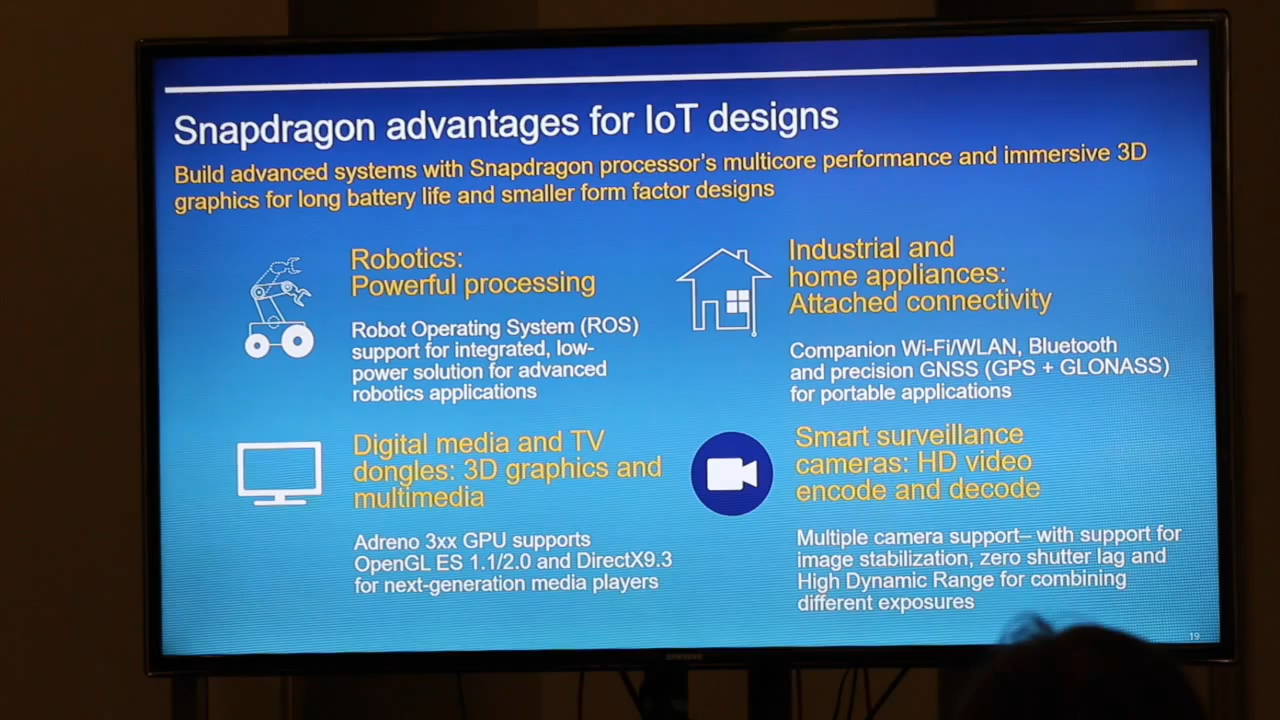 Snapdragon advantages for IoT designs
Build advanced systems with Snapdragon processor's multicore performance and immersive 3D
graphics for long battery life and smaller form factor designs
Robotics:
Powerful processing
Robot Operating System (ROS)
support for integrated, low-
power solution for advanced
robotics applications
Industrial and
home appliances:
Attached connectivity
Companion Wi-Fi/WLAN, Bluetooth
and precision GNSS (GPS + GLONASS)
for portable applications
Digital media and TV
dongles: 3D graphics and
multimedia
Adreno 3xx GPU supports
OpenGL ES 1.1/2.0 and DirectX9.3
for next-generation media players
Smart surveillance
cameras: HD video
encode and decode
Multiple camera support– with support for
image stabilization, zero shutter lag and
High Dynamic Range for combining
different exposures
19
SAMSUNG